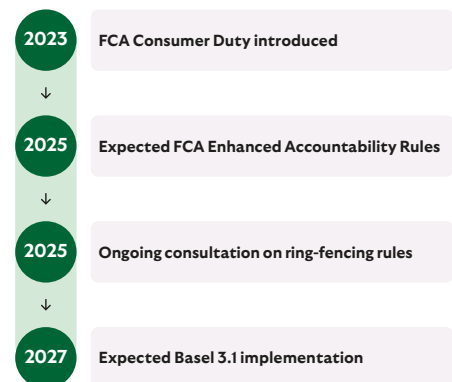 2023
FCA Consumer Duty introduced
↓
2025
Expected FCA Enhanced Accountability Rules
↓
2025
Ongoing consultation on ring-fencing rules
↓
2027
Expected Basel 3.1 implementation